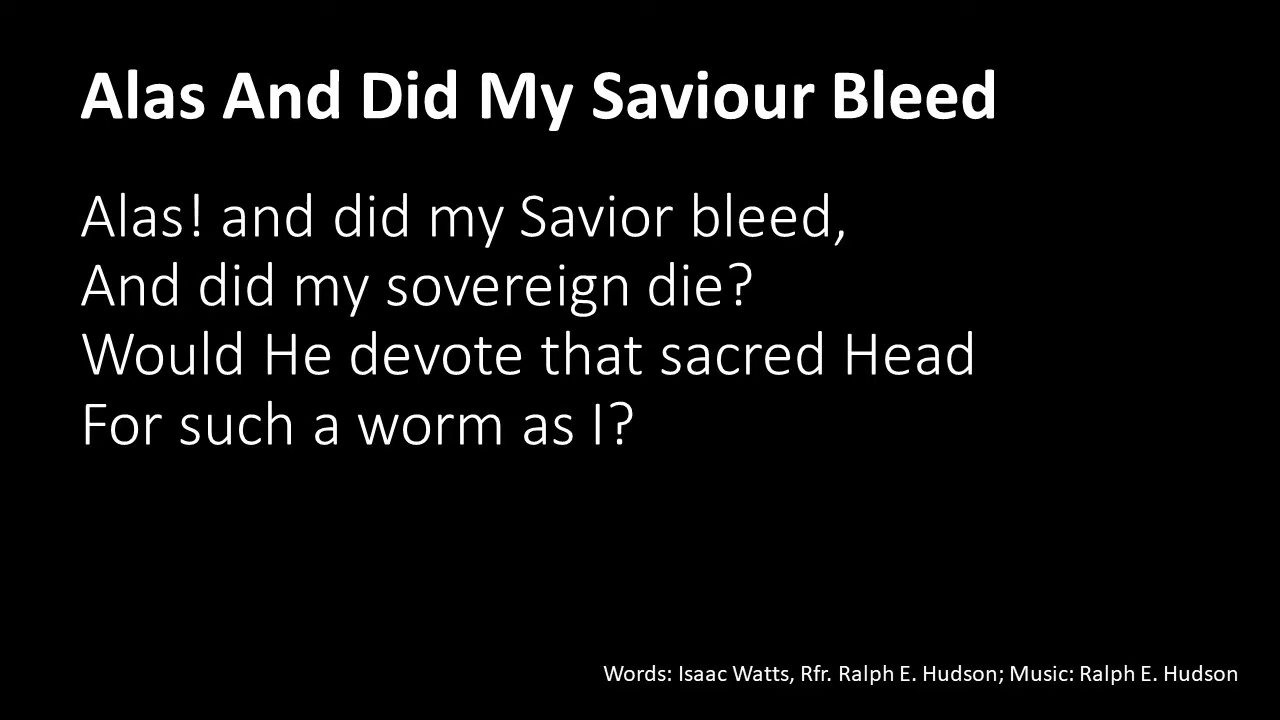 Alas And Did My Saviour Bleed
Alas! and did my Savior bleed,
And did my sovereign die?
Would He devote that sacred Head
For such a worm as I?
Words: Isaac Watts, Rfr. Ralph E. Hudson; Music: Ralph E. Hudson